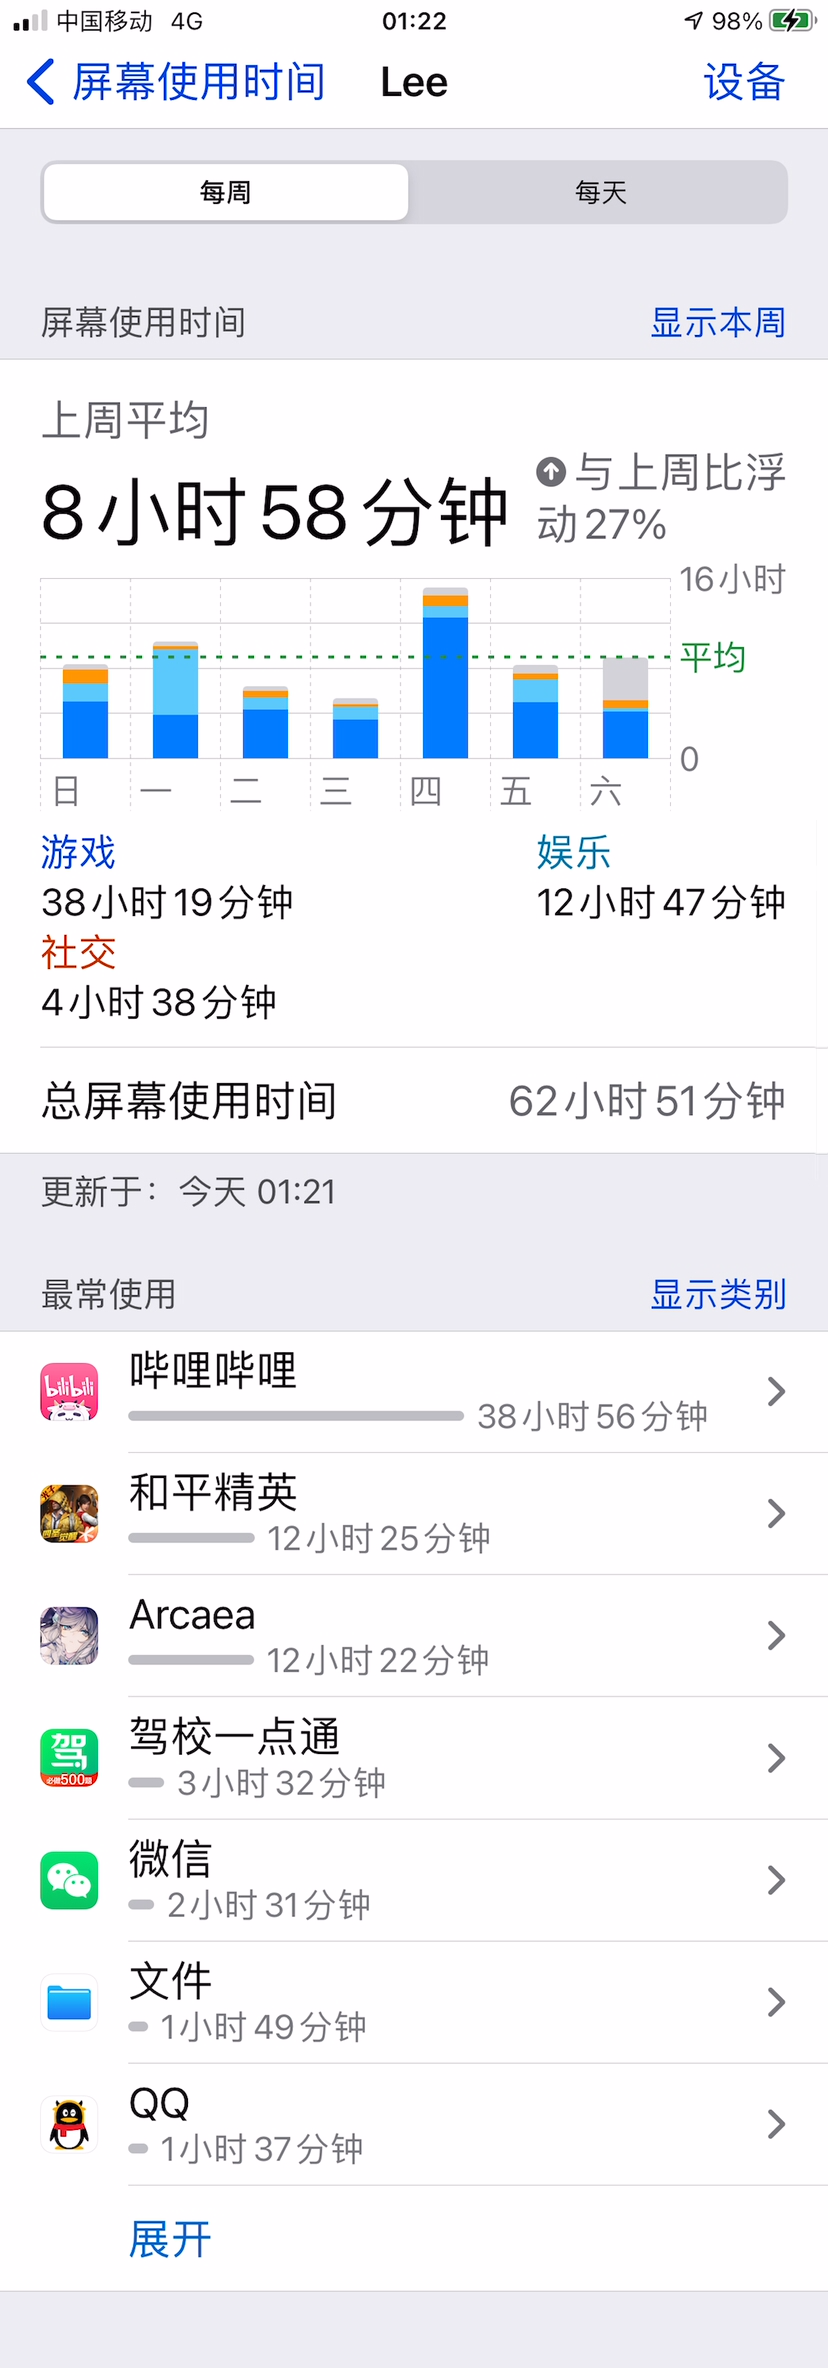 中国移动 4G 01:22 98%
屏幕使用时间 Lee 设备
每周 每天
屏幕使用时间 显示本周
上周平均
8小时58分钟
与上周比浮
动27%
16小时
平均
0
日 一 二 三 四 五 六
游戏 娱乐
38小时19分钟 12小时47分钟
社交
4小时38分钟
总屏幕使用时间 62小时51分钟
更新于：今天 01:21
最常使用 显示类别
bilibili
哔哩哔哩
38小时56分钟
和平精英
12小时25分钟
Arcaea
12小时22分钟
驾
必做500题
驾校一点通
3小时32分钟
微信
2小时31分钟
文件
1小时49分钟
QQ
1小时37分钟
展开